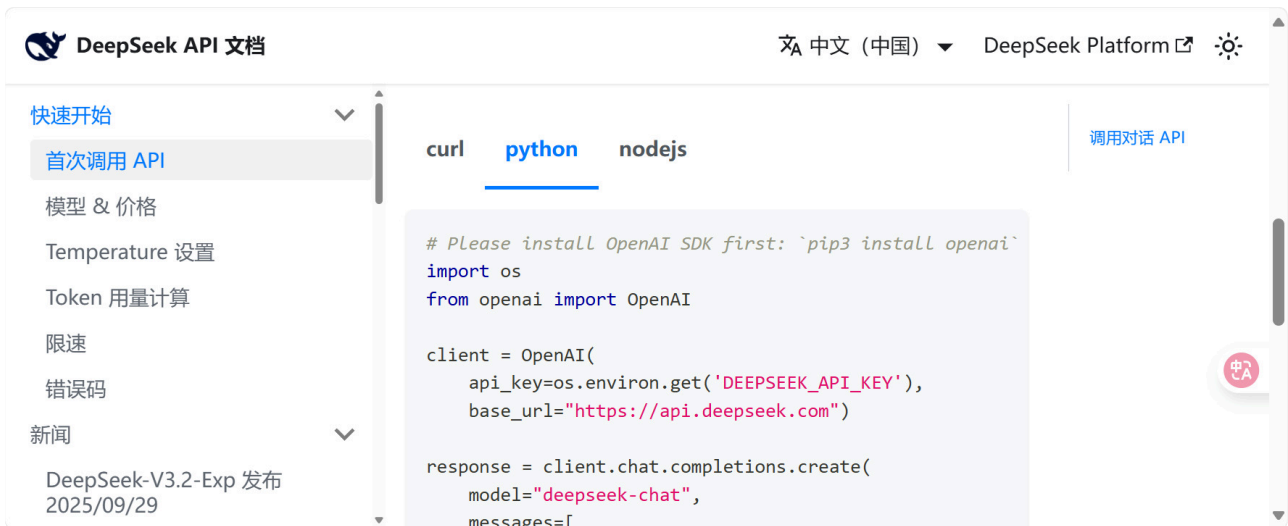 DeepSeek API 文档
中文（中国）
DeepSeek Platform
快速开始
首次调用 API
模型 & 价格
Temperature 设置
Token 用量计算
限速
错误码
新闻
DeepSeek-V3.2-Exp 发布
2025/09/29
curl python nodejs
# Please install OpenAI SDK first: `pip3 install openai`
import os
from openai import OpenAI
client = OpenAI(
    api_key=os.environ.get('DEEPSEEK_API_KEY'),
    base_url="https://api.deepseek.com")
response = client.chat.completions.create(
    model="deepseek-chat",
    messages=[
调用对话 API